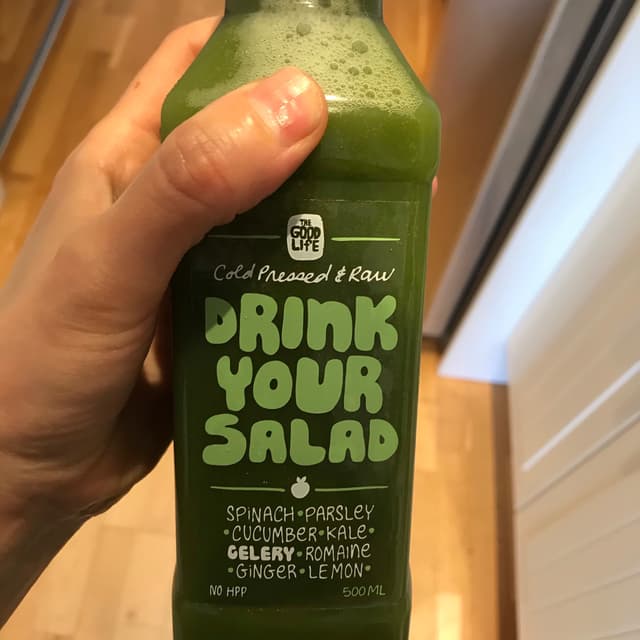 THE
GOOD
LIFE
Cold Pressed & Raw
DRINK
YOUR
SALAD
SPINACH•PARSLEY
•CUCUMBER•KALE•
CELERY•ROMAINE
•GINGER•LEMON•
NO HPP 500 ML